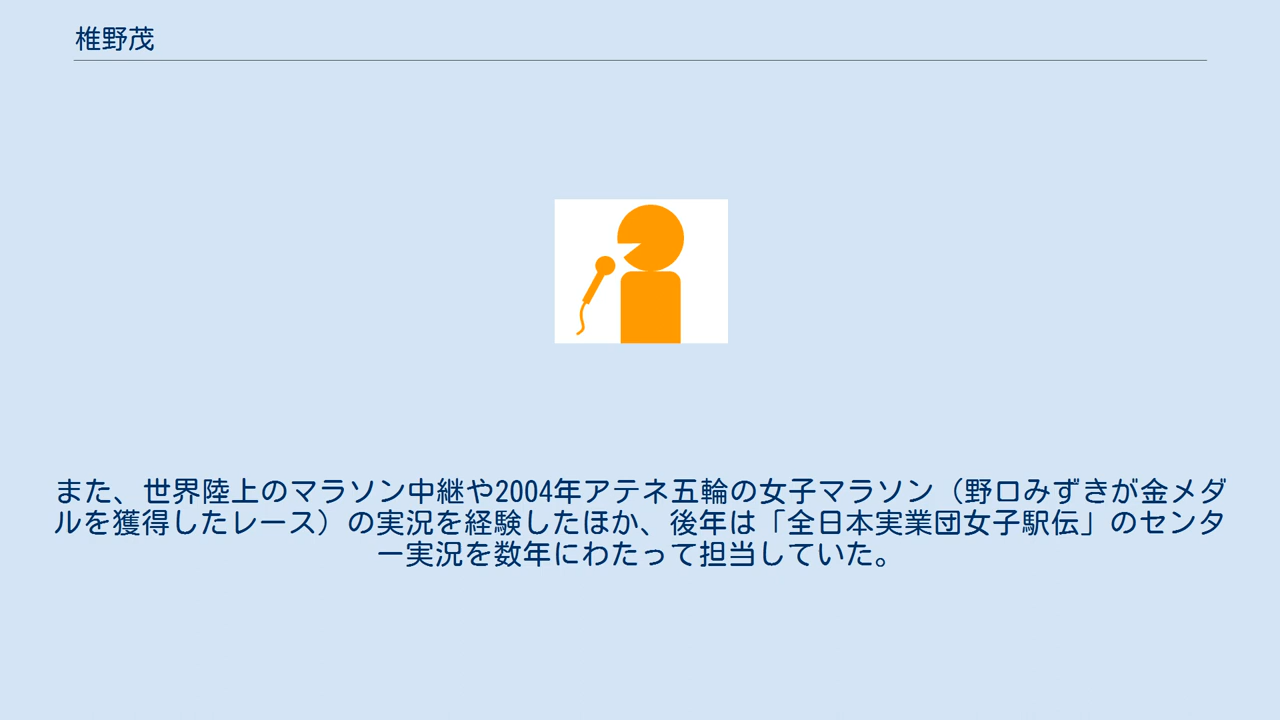 椎野茂
また、世界陸上のマラソン中継や2004年アテネ五輪の女子マラソン（野口みずきが金メダ
ルを獲得したレース）の実況を経験したほか、後年は「全日本実業団女子駅伝」のセンタ
ー実況を数年にわたって担当していた。